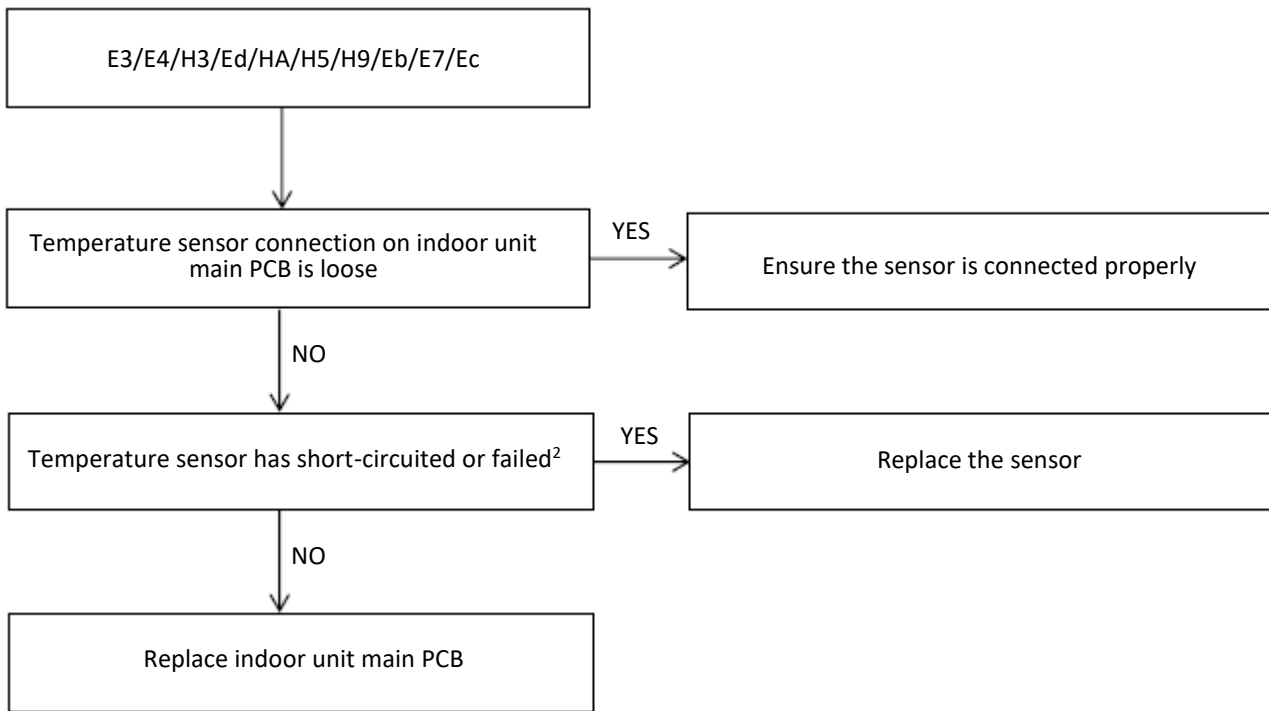 E3/E4/H3/Ed/HA/H5/H9/Eb/E7/Ec
Temperature sensor connection on indoor unit
main PCB is loose
YES
Ensure the sensor is connected properly
NO
Temperature sensor has short-circuited or failed²
YES
Replace the sensor
NO
Replace indoor unit main PCB